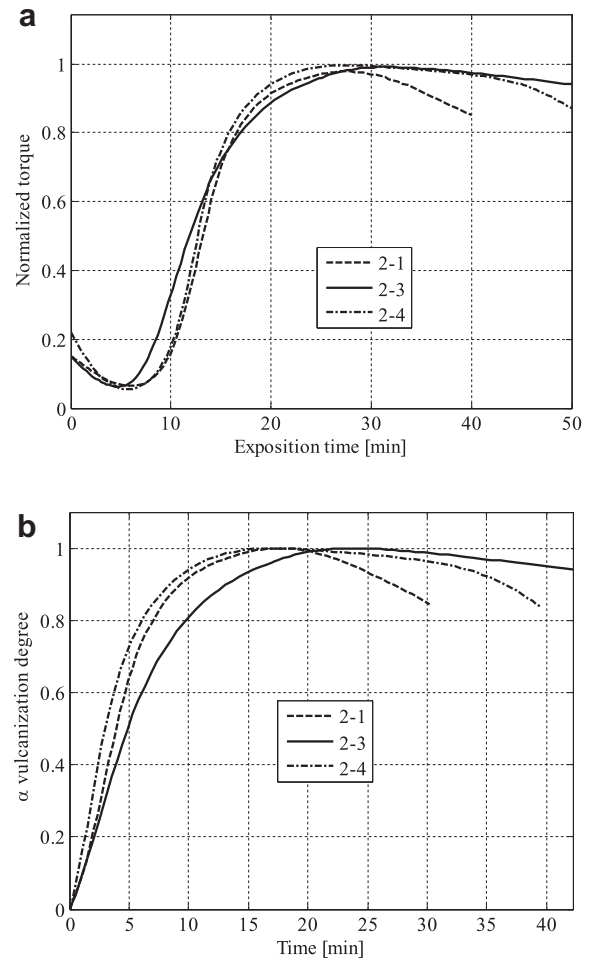 a
1
0.8
0.6
0.4
0.2
0
Normalized torque
2-1
2-3
2-4
0 10 20 30 40 50
Exposition time [min]
b
1
0.8
0.6
0.4
0.2
0
α vulcanization degree
2-1
2-3
2-4
0 5 10 15 20 25 30 35 40
Time [min]